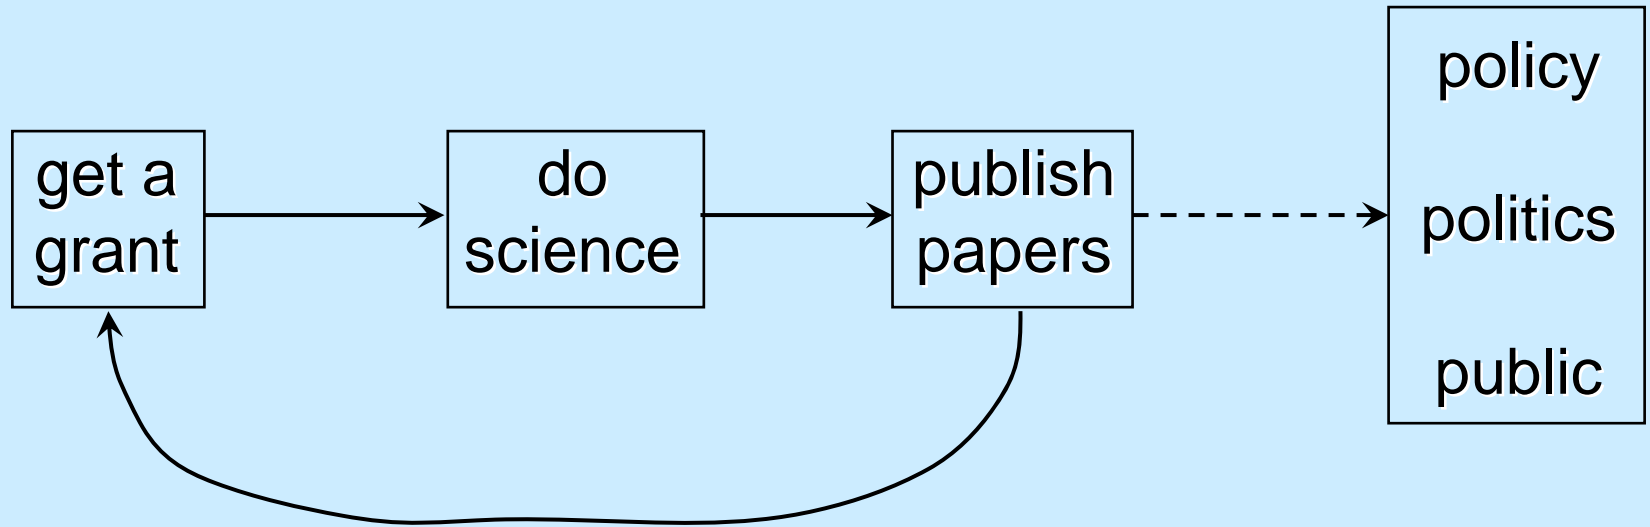 get a
grant
do
science
publish
papers
policy
politics
public